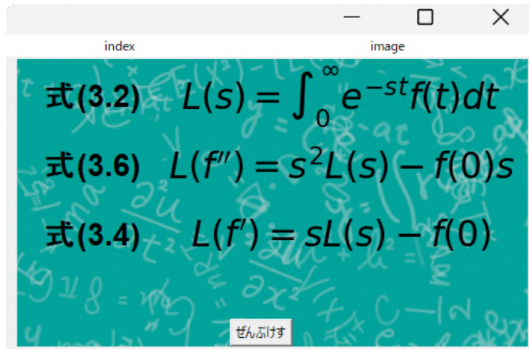 index image
式(3.2) L(s) = ∫₀^∞ e^{-st}f(t)dt
式(3.6) L(f'') = s²L(s) − f(0)s
式(3.4) L(f') = sL(s) − f(0)
ぜんぶけす